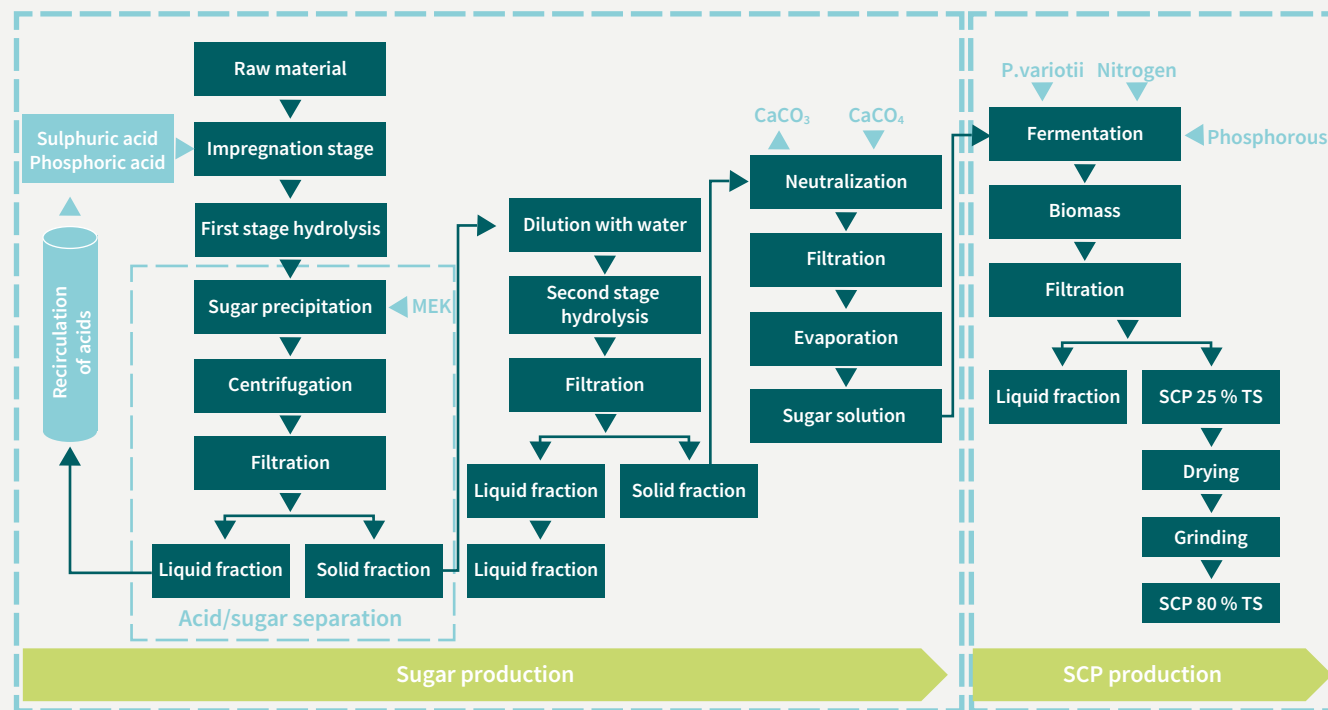 Raw material
Sulphuric acid
Phosphoric acid
Impregnation stage
First stage hydrolysis
Recirculation
of acids
Sugar precipitation
MEK
Centrifugation
Filtration
Liquid fraction
Solid fraction
Acid/sugar separation
Dilution with water
Second stage
hydrolysis
Filtration
Liquid fraction
Solid fraction
Liquid fraction
CaCO₃
CaCO₄
Neutralization
Filtration
Evaporation
Sugar solution
Sugar production
P.variotii
Nitrogen
Fermentation
Phosphorous
Biomass
Filtration
Liquid fraction
SCP 25 % TS
Drying
Grinding
SCP 80 % TS
SCP production